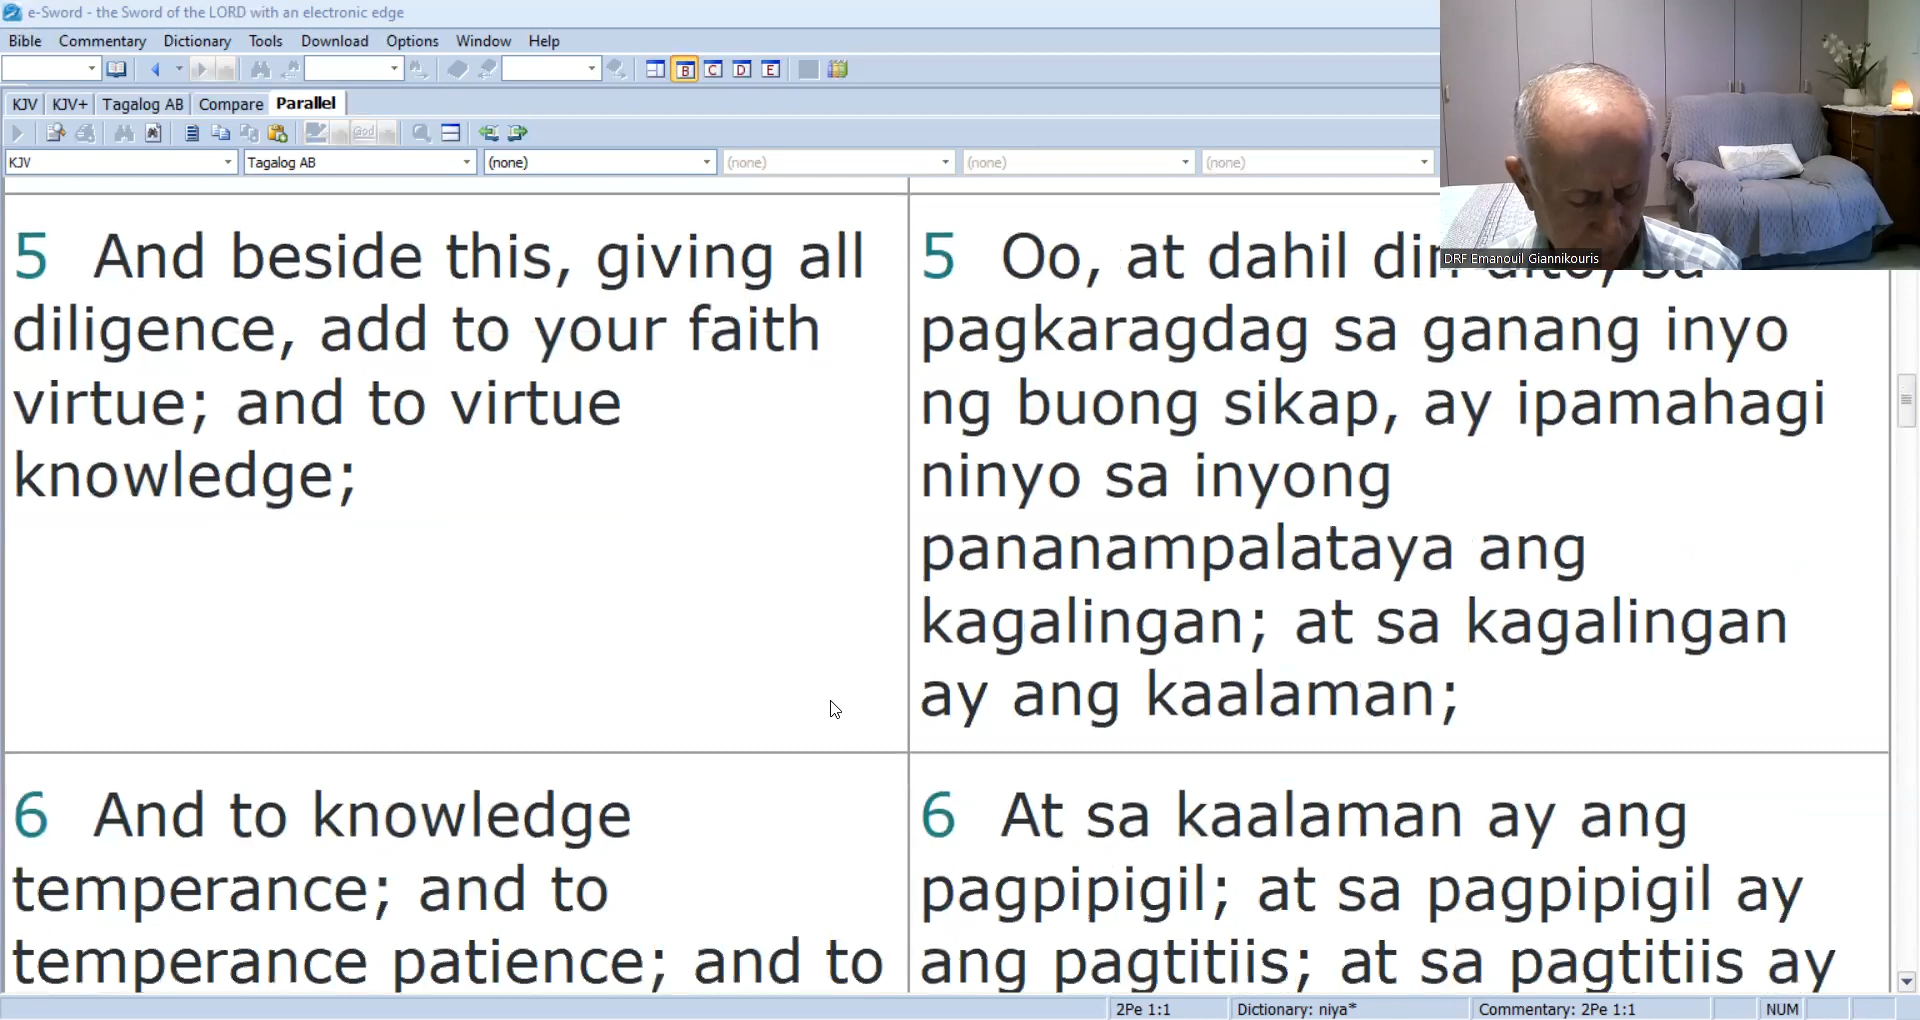 e-Sword - the Sword of the LORD with an electronic edge
Bible Commentary Dictionary Tools Download Options Window Help
B C D E
KJV KJV+ Tagalog AB Compare Parallel
God
KJV Tagalog AB (none) (none) (none) (none)
DRF Emanouil Giannikouris
5 And beside this, giving all
diligence, add to your faith
virtue; and to virtue
knowledge;
5 Oo, at dahil din
pagkaragdag sa ganang inyo
ng buong sikap, ay ipamahagi
ninyo sa inyong
pananampalataya ang
kagalingan; at sa kagalingan
ay ang kaalaman;
6 And to knowledge
temperance; and to
temperance patience; and to
6 At sa kaalaman ay ang
pagpipigil; at sa pagpipigil ay
ang pagtitiis; at sa pagtitiis ay
2Pe 1:1 Dictionary: niya* Commentary: 2Pe 1:1 NUM